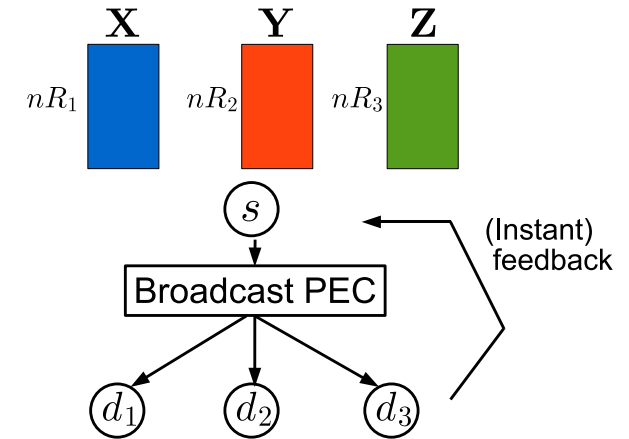 X Y Z
nR₁ nR₂ nR₃
s
(Instant)
feedback
Broadcast PEC
d₁ d₂ d₃